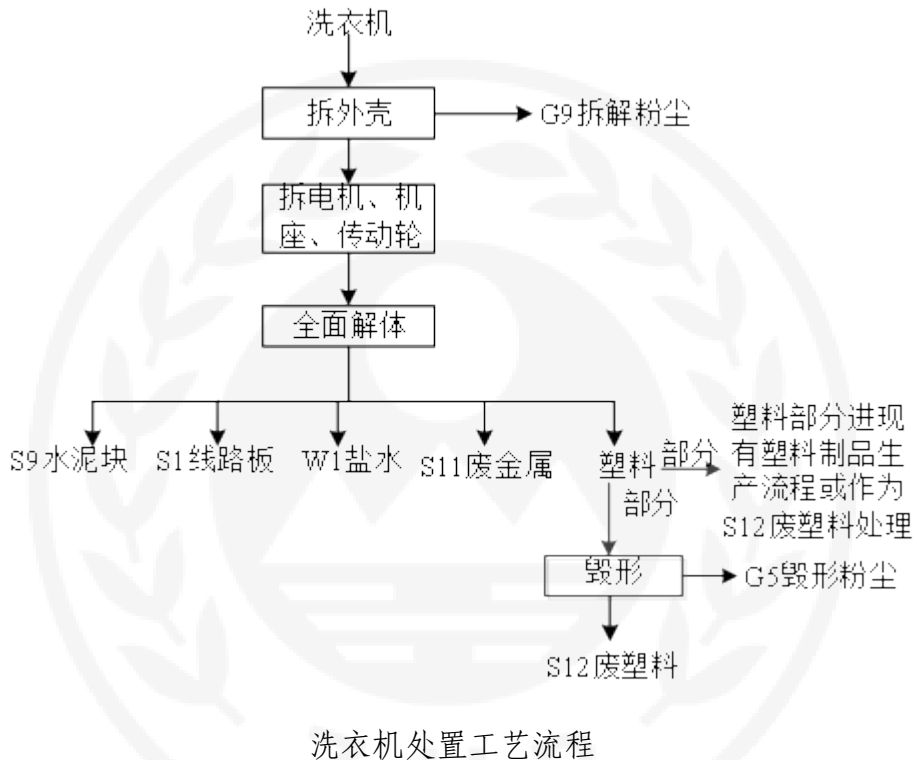 洗衣机
拆外壳
G9拆解粉尘
拆电机、机
座、传动轮
全面解体
S9水泥块
S1线路板
W1盐水
S11废金属
塑料
部分
塑料部分进现
有塑料制品生
产流程或作为
S12废塑料处理
部分
毁形
G5毁形粉尘
S12废塑料
洗衣机处置工艺流程